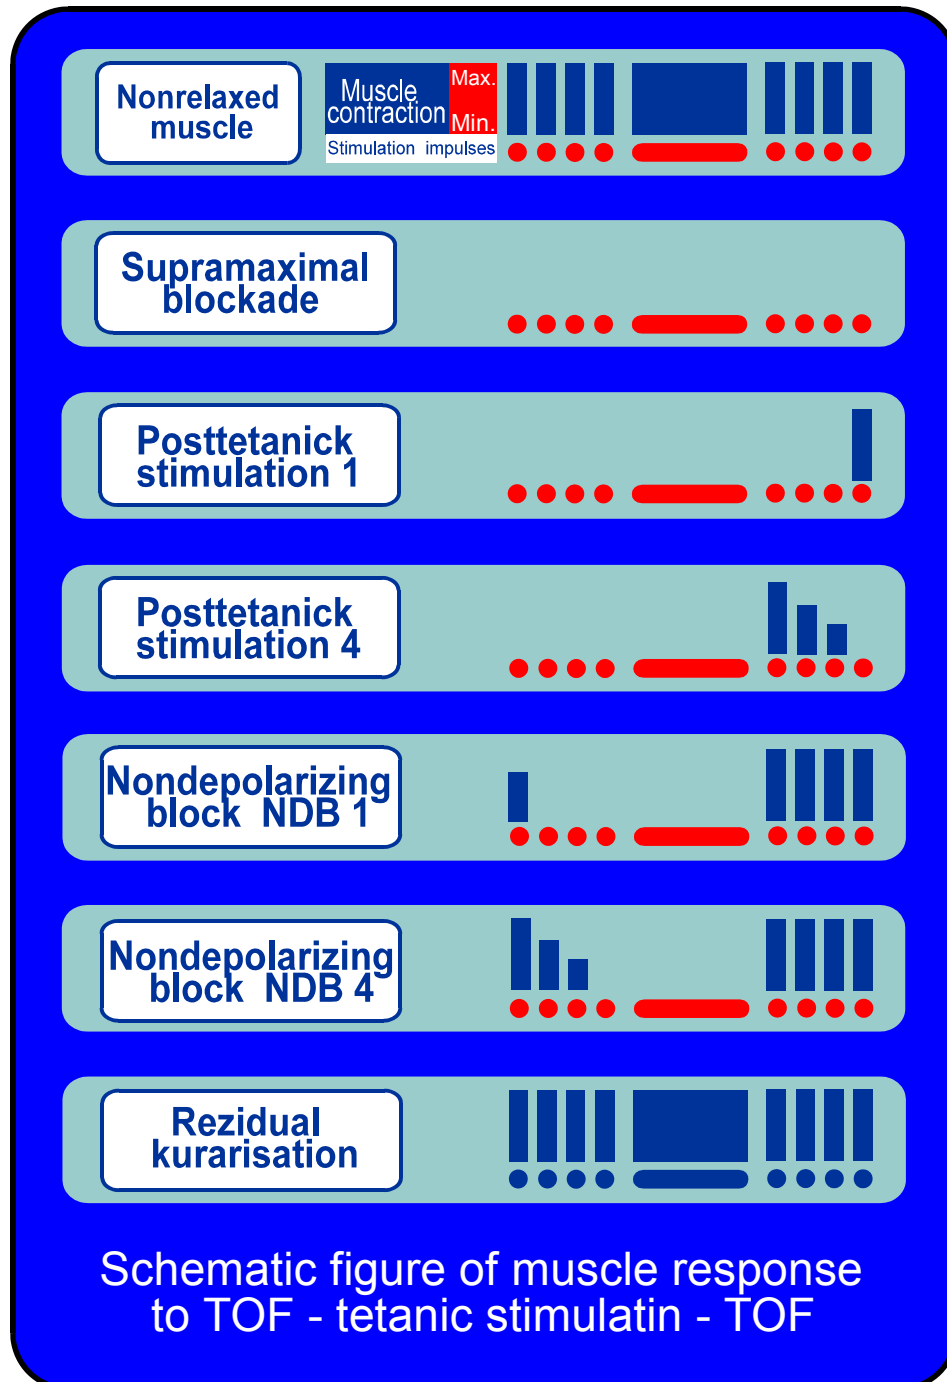 Nonrelaxed
muscle
Muscle
contraction
Max.
Min.
Stimulation impulses
Supramaximal
blockade
Posttetanick
stimulation 1
Posttetanick
stimulation 4
Nondepolarizing
block NDB 1
Nondepolarizing
block NDB 4
Rezidual
kurarisation
Schematic figure of muscle response
to TOF - tetanic stimulatin - TOF